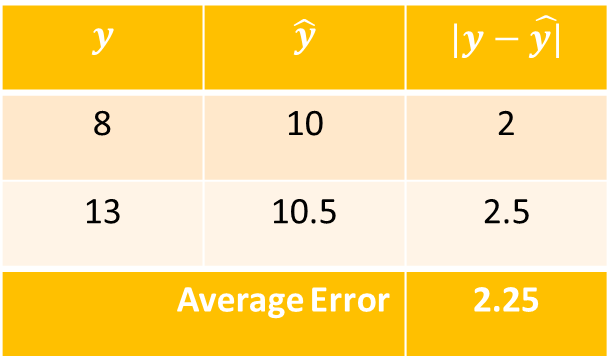 y ŷ |y − ŷ|
8 10 2
13 10.5 2.5
Average Error 2.25